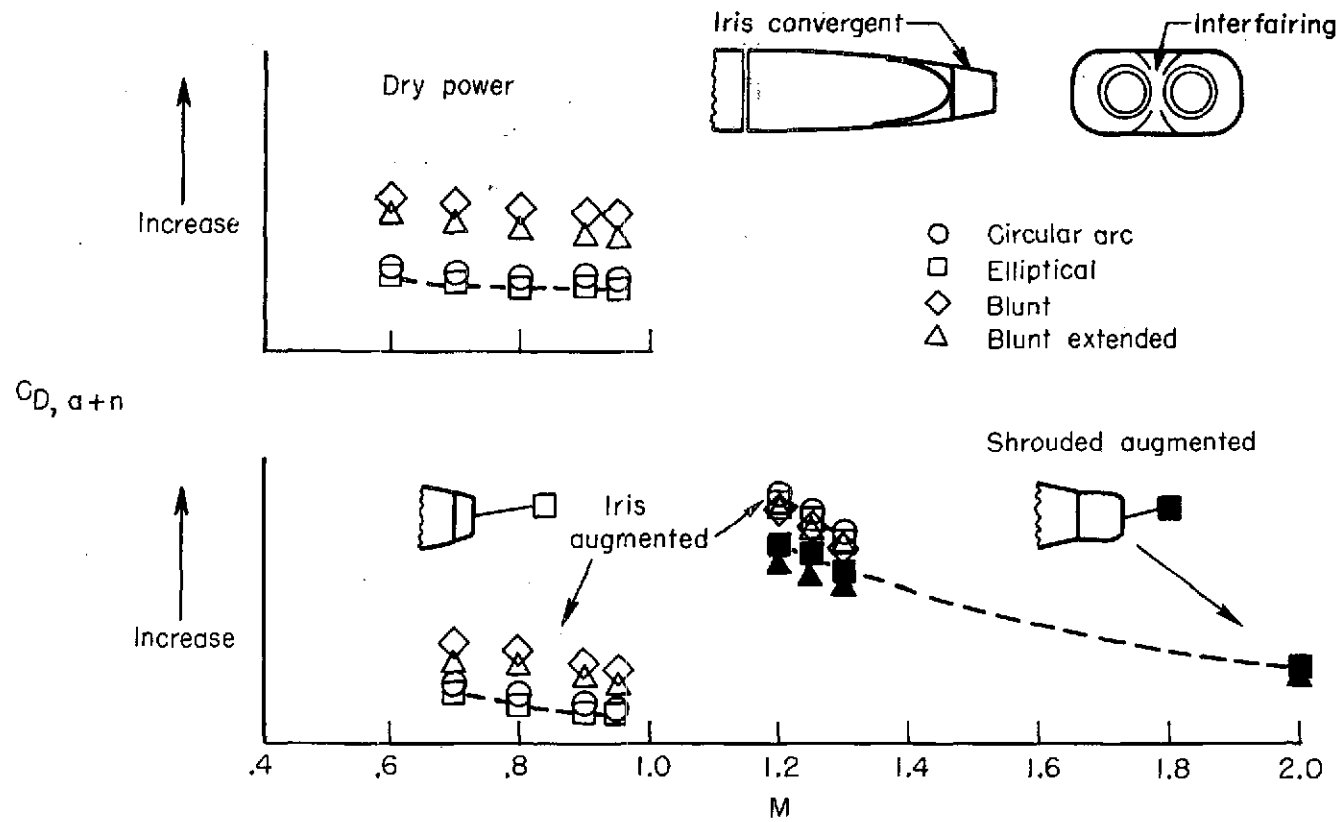 Iris convergent
Interfairing
Dry power
Increase
Circular arc
Elliptical
Blunt
Blunt extended
C_D, a+n
Shrouded augmented
Iris
augmented
Increase
.4 .6 .8 1.0 1.2 1.4 1.6 1.8 2.0
M